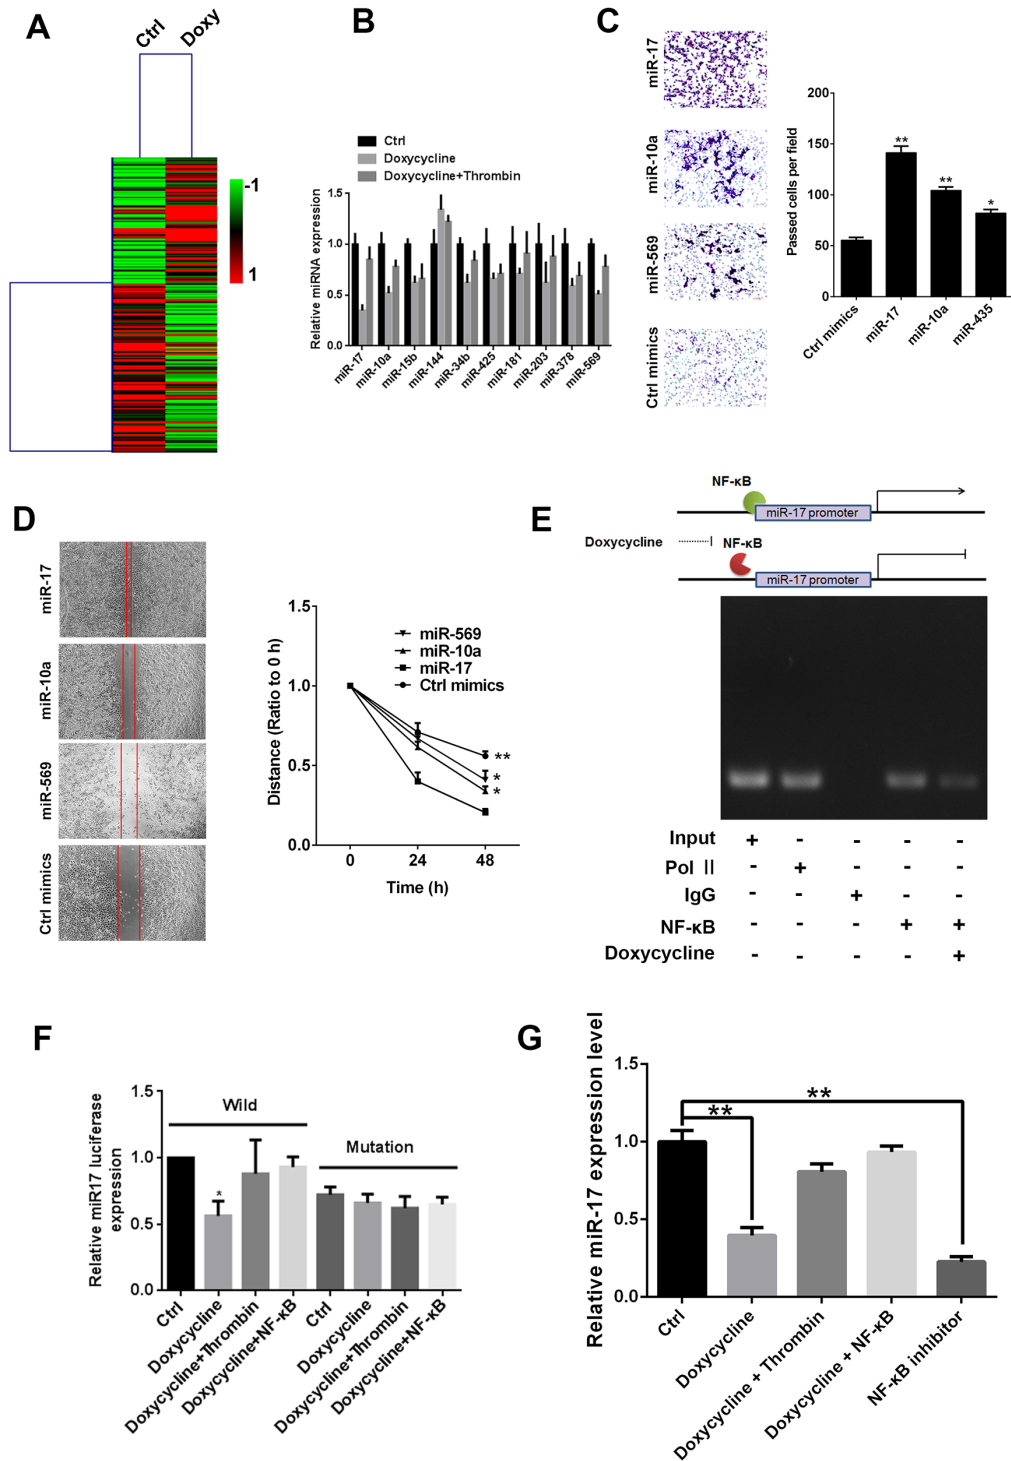 A
Ctrl
Doxy
-1
1
B
Ctrl
Doxycycline
Doxycycline+Thrombin
Relative miRNA expression
1.5
1.0
0.5
0.0
miR-17
miR-10a
miR-15b
miR-144
miR-34b
miR-425
miR-181
miR-203
miR-378
miR-569
C
miR-17
miR-10a
miR-569
Ctrl mimics
Passed cells per field
200
150
100
50
0
**
**
*
Ctrl mimics
miR-17
miR-10a
miR-435
D
miR-17
miR-10a
miR-569
Ctrl mimics
Distance (Ratio to 0 h)
1.5
1.0
0.5
0.0
miR-569
miR-10a
miR-17
Ctrl mimics
**
*
*
0 24 48
Time (h)
E
NF-κB
miR-17 promoter
Doxycycline
NF-κB
miR-17 promoter
Input + - - - -
Pol II - + - - -
IgG - - + - -
NF-κB - - - + +
Doxycycline - - - - +
F
Relative miR17 luciferase
expression
1.5
1.0
0.5
0.0
Wild
Mutation
*
Ctrl
Doxycycline
Doxycycline+Thrombin
Doxycycline+NF-κB
Ctrl
Doxycycline
Doxycycline+Thrombin
Doxycycline+NF-κB
G
Relative miR-17 expression level
1.5
1.0
0.5
0.0
**
**
Ctrl
Doxycycline
Doxycycline + Thrombin
Doxycycline + NF-κB
NF-κB inhibitor